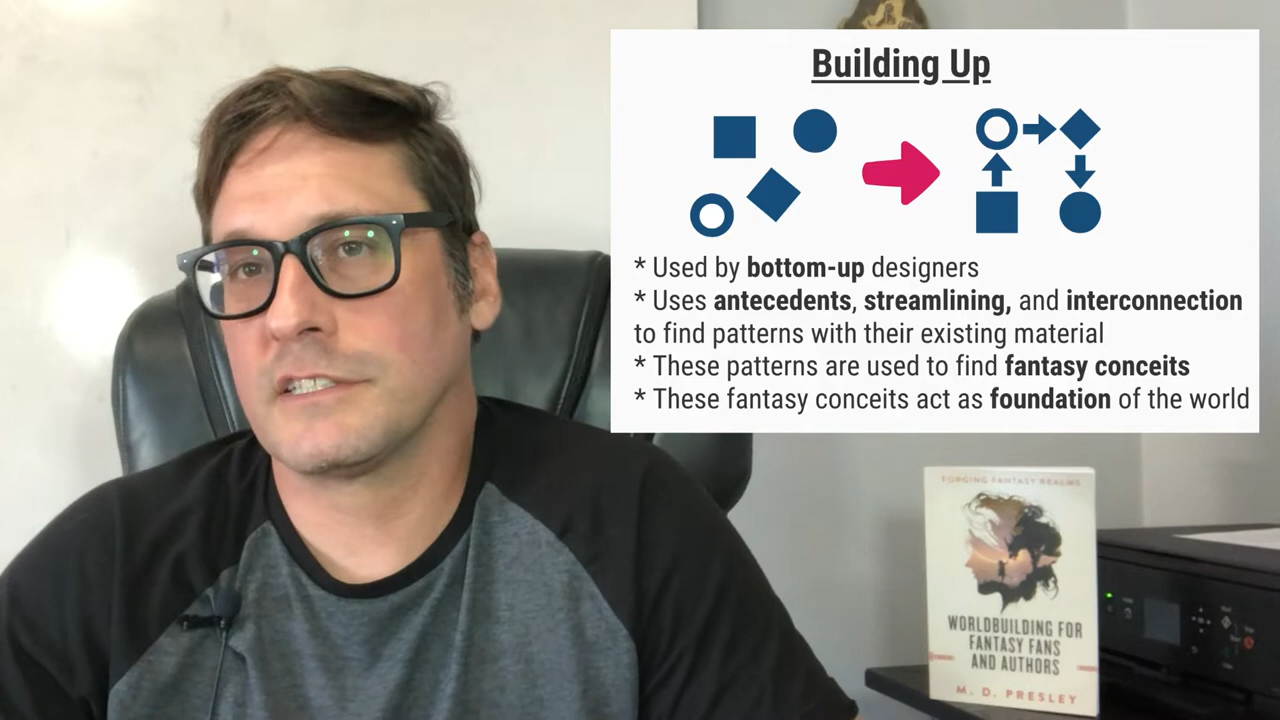 Building Up
* Used by bottom-up designers
* Uses antecedents, streamlining, and interconnection
to find patterns with their existing material
* These patterns are used to find fantasy conceits
* These fantasy conceits act as foundation of the world
FORGING FANTASY REALMS
WORLDBUILDING FOR
FANTASY FANS
AND AUTHORS
M. D. PRESLEY